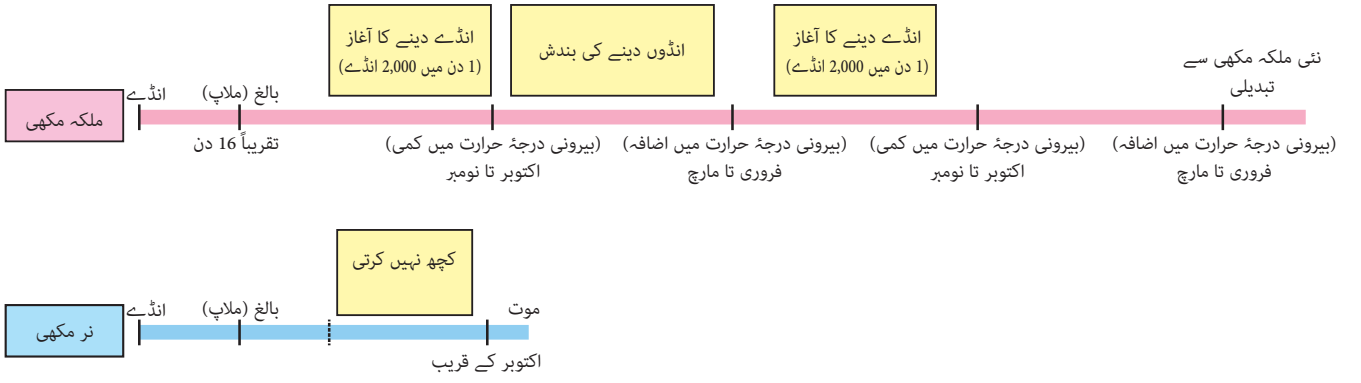 ملکہ مکھی
انڈے
بالغ (ملاپ)
تقریباً 16 دن
انڈے دینے کا آغاز
(1 دن میں 2,000 انڈے)
(بیرونی درجۂ حرارت میں کمی)
اکتوبر تا نومبر
انڈوں دینے کی بندش
(بیرونی درجۂ حرارت میں اضافہ)
فروری تا مارچ
انڈے دینے کا آغاز
(1 دن میں 2,000 انڈے)
(بیرونی درجۂ حرارت میں کمی)
اکتوبر تا نومبر
نئی ملکہ مکھی سے
تبدیلی
(بیرونی درجۂ حرارت میں اضافہ)
فروری تا مارچ
نر مکھی
انڈے
بالغ (ملاپ)
کچھ نہیں کرتی
موت
اکتوبر کے قریب